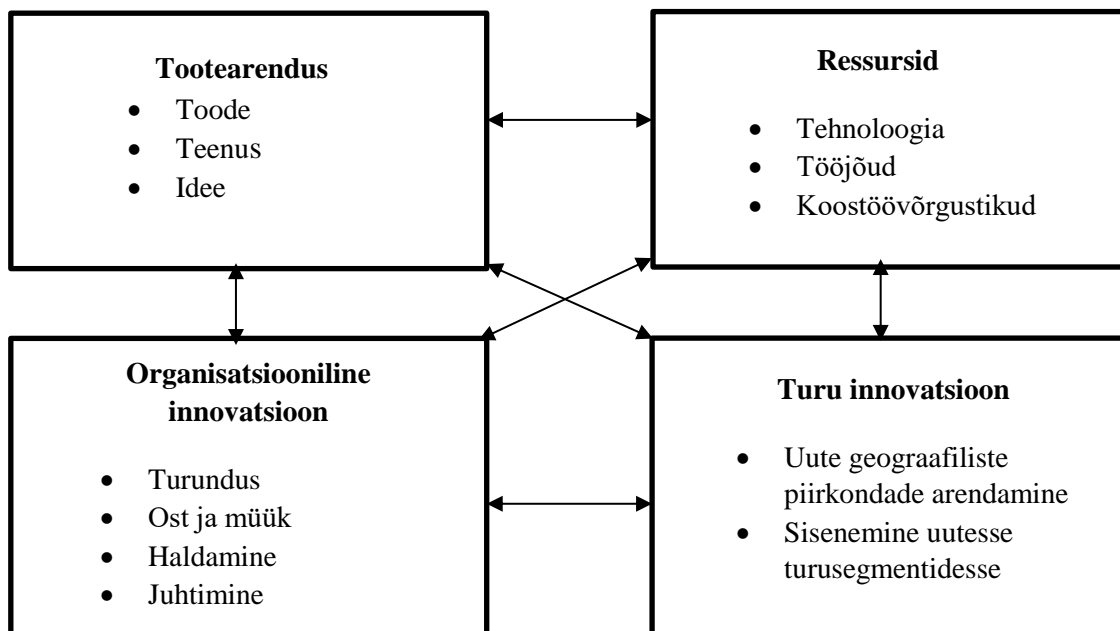 Tootearendus
• Toode
• Teenus
• Idee
Ressursid
• Tehnoloogia
• Tööjõud
• Koostöövõrgustikud
Organisatsiooniline
innovatsioon
• Turundus
• Ost ja müük
• Haldamine
• Juhtimine
Turu innovatsioon
• Uute geograafiliste
piirkondade arendamine
• Sisenemine uutesse
turusegmentidesse